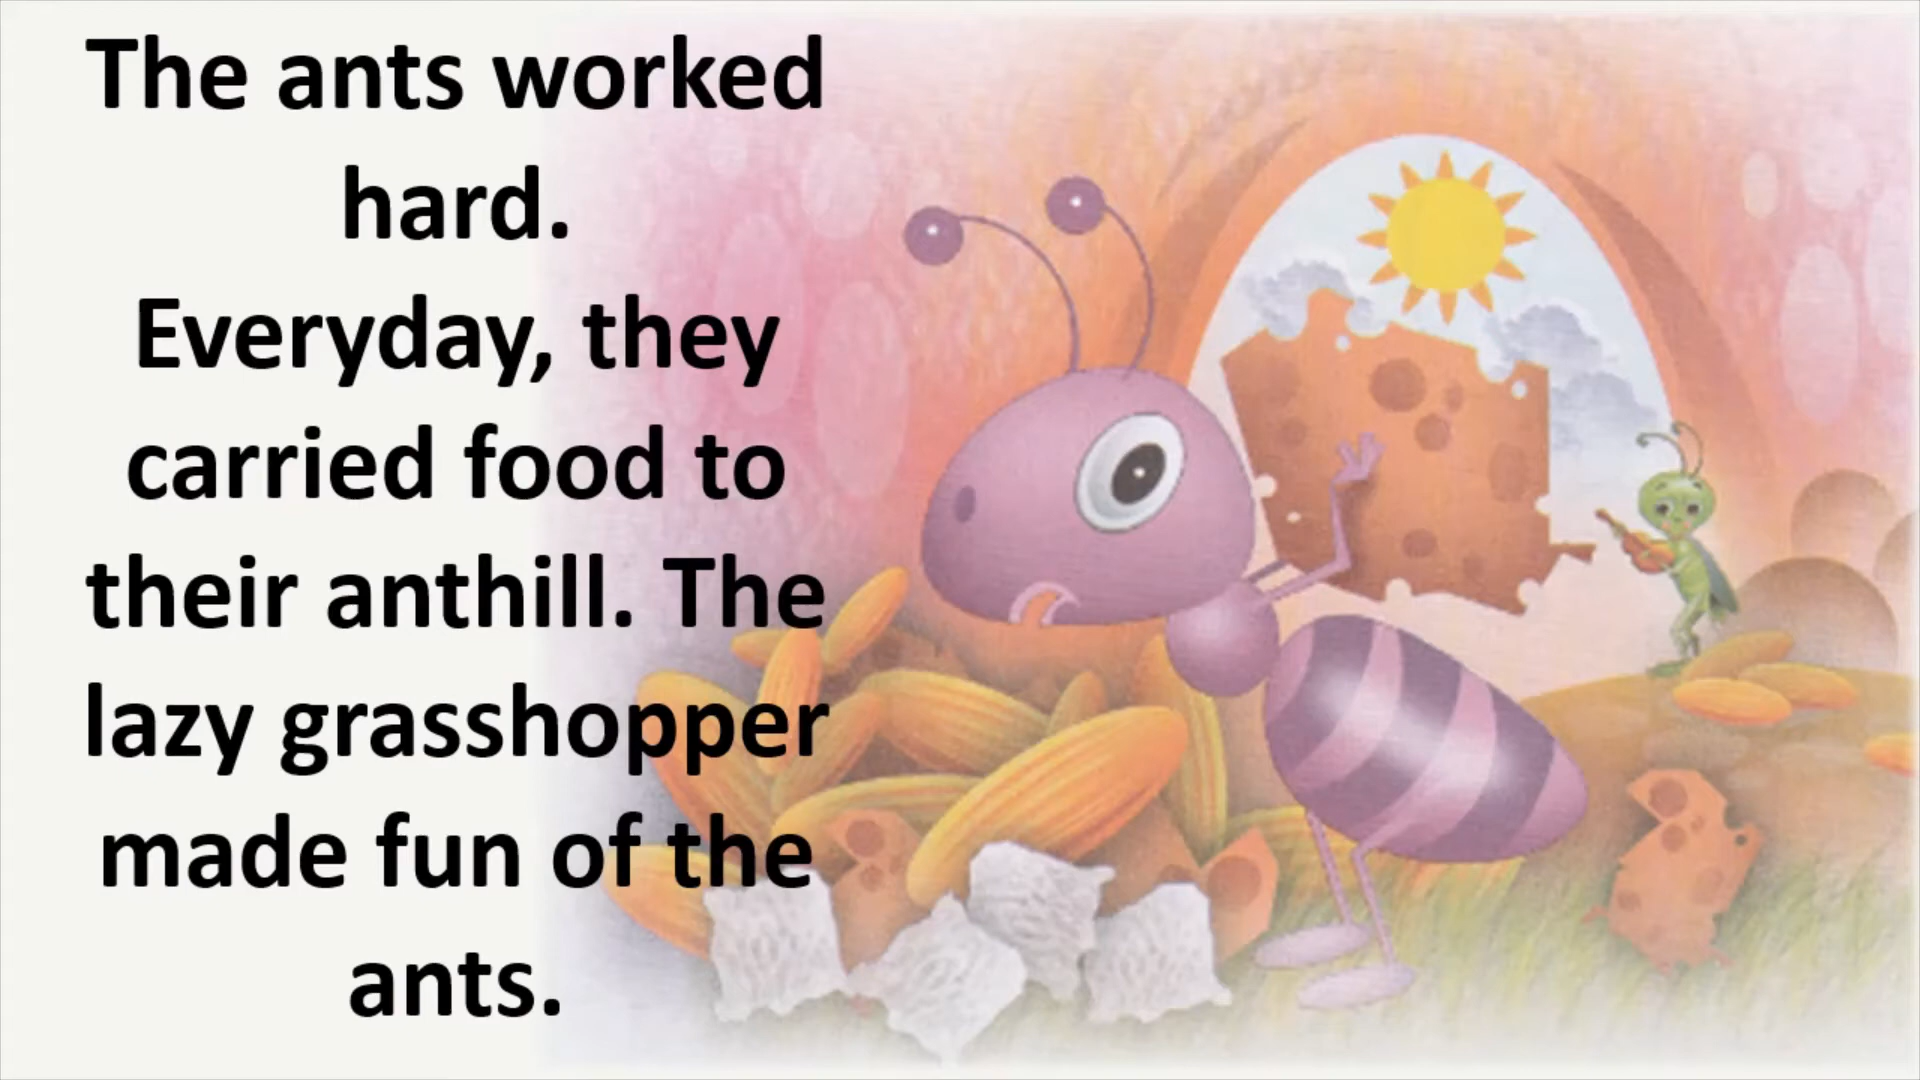 The ants worked
hard.
Everyday, they
carried food to
their anthill. The
lazy grasshopper
made fun of the
ants.